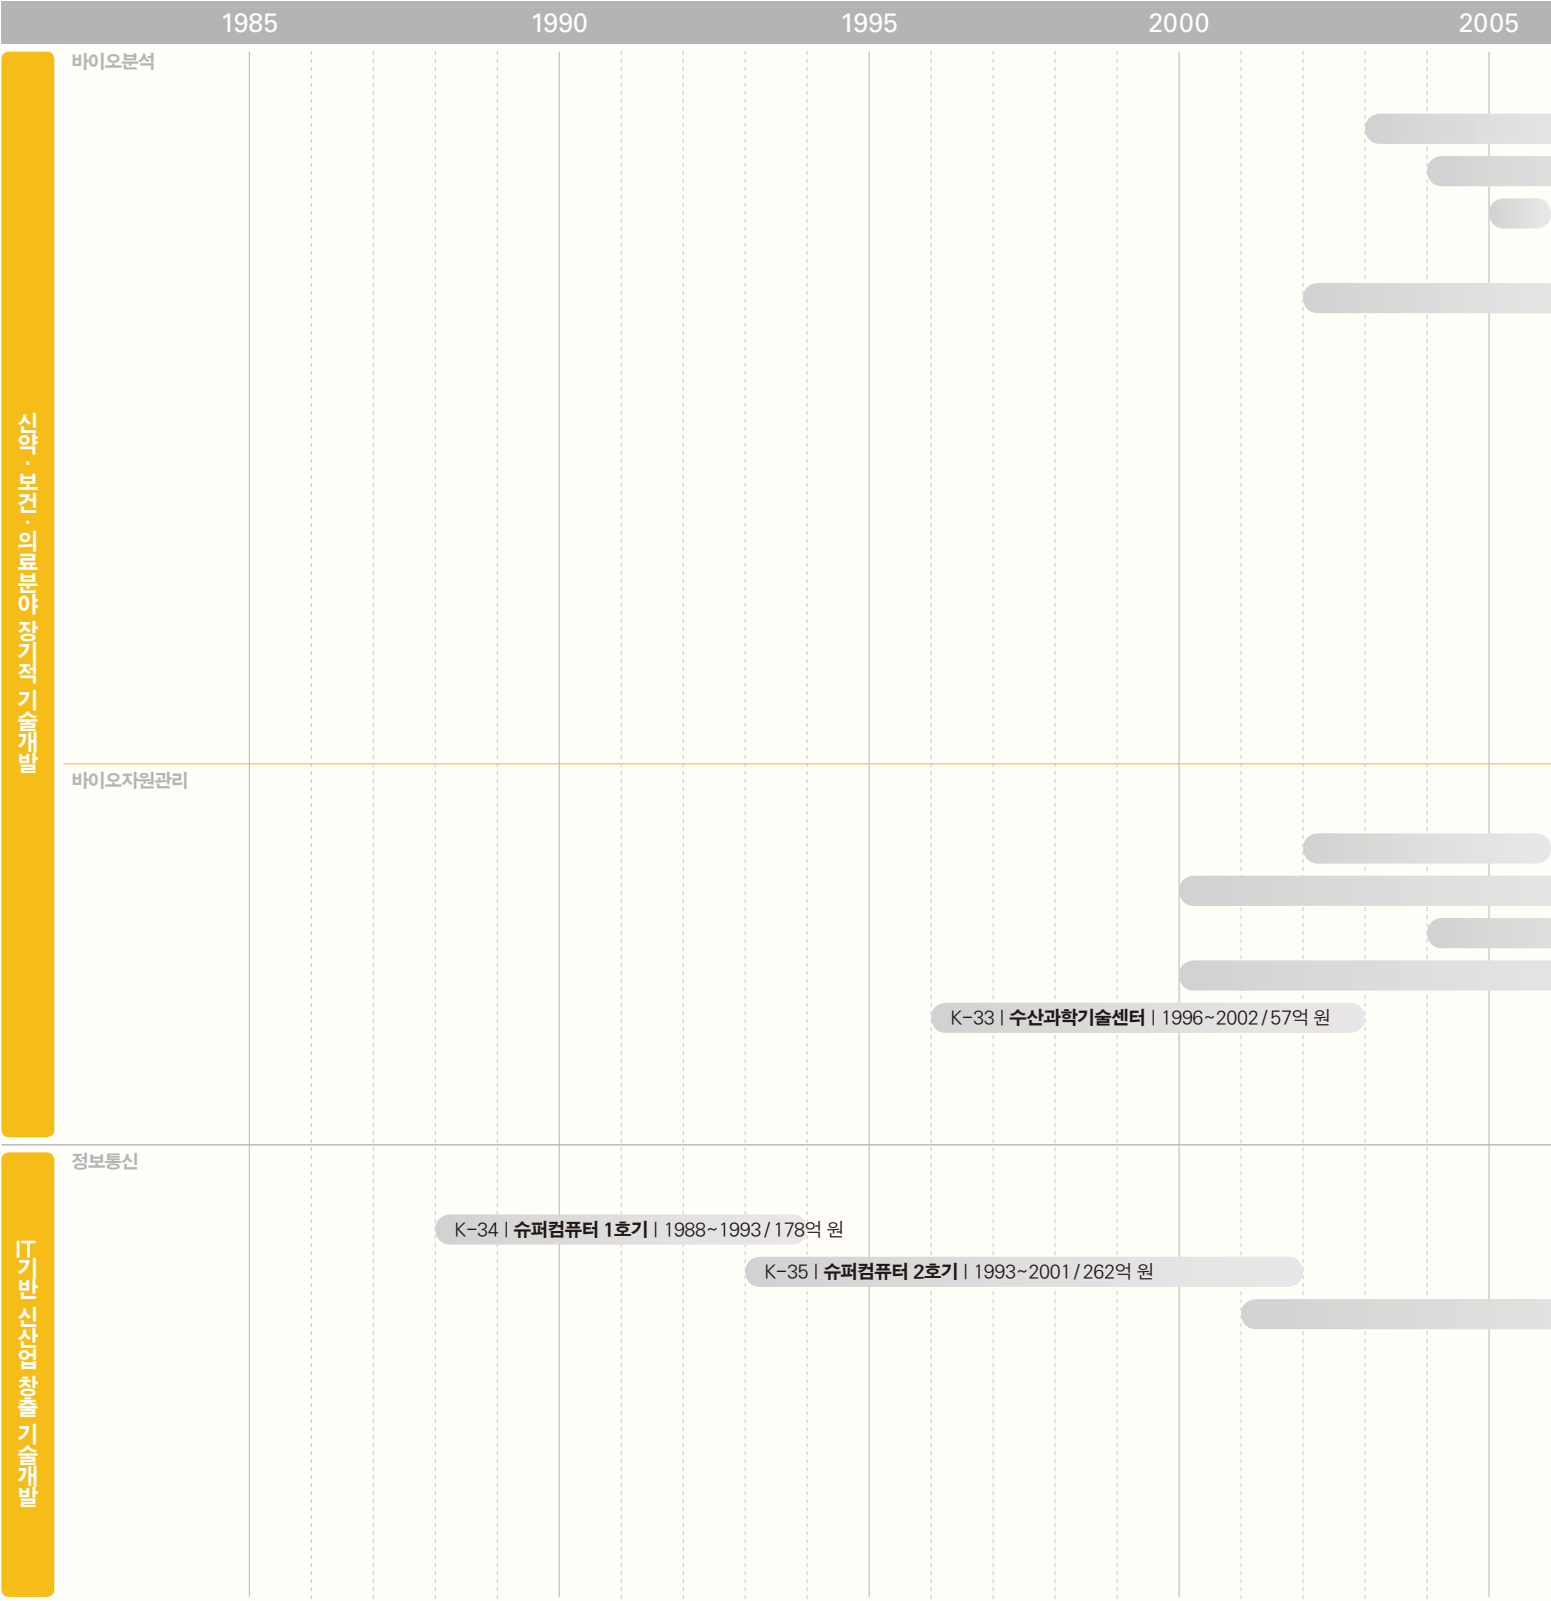 1985 1990 1995 2000 2005
신약·보건·의료분야 장기적 기술개발
바이오분석
바이오자원관리
K-33 | 수산과학기술센터 | 1996~2002/57억 원
IT기반 신산업 창출 기술개발
정보통신
K-34 | 슈퍼컴퓨터 1호기 | 1988~1993/178억 원
K-35 | 슈퍼컴퓨터 2호기 | 1993~2001/262억 원